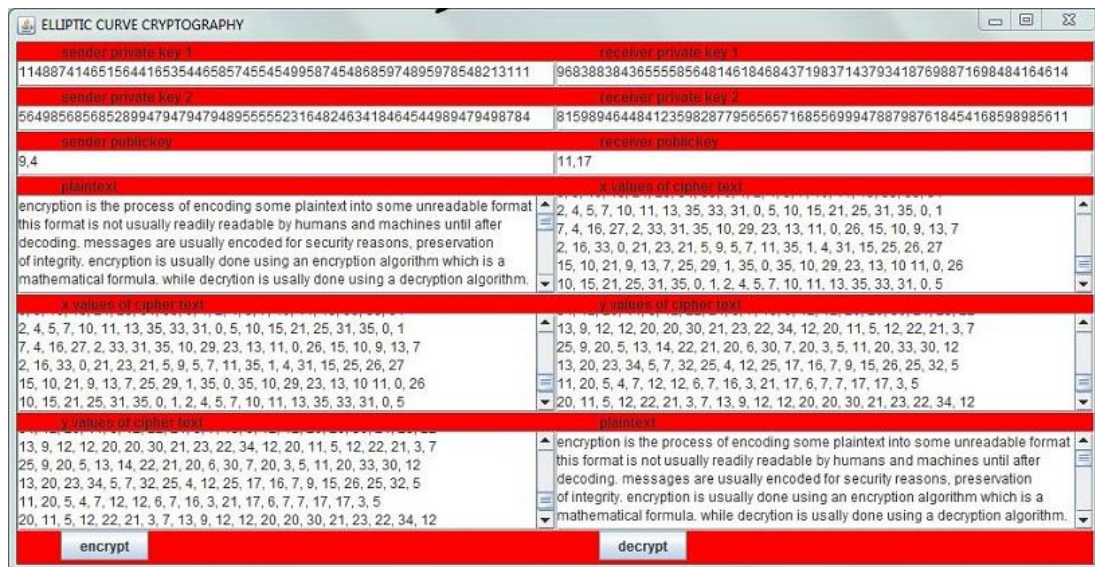 ELLIPTIC CURVE CRYPTOGRAPHY
sender private key 1
receiver private key 1
1148874146515644165354465857455454995874548685974895978548213111
9683883843655558564814618468437198371437934187698871698484164614
sender private key 2
receiver private key 2
5649856856852899479479479489555552316482463418464544989479498784
8159894644841235982877956565716855699947887987618454168598985611
sender publickey
receiver publickey
9,4
11,17
plaintext
encryption is the process of encoding some plaintext into some unreadable format
this format is not usually readily readable by humans and machines until after
decoding. messages are usually encoded for security reasons, preservation
of integrity. encryption is usually done using an encryption algorithm which is a
mathematical formula. while decrytion is usally done using a decryption algorithm.
x values of cipher text
2, 4, 5, 7, 10, 11, 13, 35, 33, 31, 0, 5, 10, 15, 21, 25, 31, 35, 0, 1
7, 4, 16, 27, 2, 33, 31, 35, 10, 29, 23, 13, 11, 0, 26, 15, 10, 9, 13, 7
2, 16, 33, 0, 21, 23, 21, 5, 9, 5, 7, 11, 35, 1, 4, 31, 15, 25, 26, 27
15, 10, 21, 9, 13, 7, 25, 29, 1, 35, 0, 35, 10, 29, 23, 13, 10 11, 0, 26
10, 15, 21, 25, 31, 35, 0, 1, 2, 4, 5, 7, 10, 11, 13, 35, 33, 31, 0, 5
x values of cipher text
2, 4, 5, 7, 10, 11, 13, 35, 33, 31, 0, 5, 10, 15, 21, 25, 31, 35, 0, 1
7, 4, 16, 27, 2, 33, 31, 35, 10, 29, 23, 13, 11, 0, 26, 15, 10, 9, 13, 7
2, 16, 33, 0, 21, 23, 21, 5, 9, 5, 7, 11, 35, 1, 4, 31, 15, 25, 26, 27
15, 10, 21, 9, 13, 7, 25, 29, 1, 35, 0, 35, 10, 29, 23, 13, 10 11, 0, 26
10, 15, 21, 25, 31, 35, 0, 1, 2, 4, 5, 7, 10, 11, 13, 35, 33, 31, 0, 5
y values of cipher text
13, 9, 12, 12, 20, 20, 30, 21, 23, 22, 34, 12, 20, 11, 5, 12, 22, 21, 3, 7
25, 9, 20, 5, 13, 14, 22, 21, 20, 6, 30, 7, 20, 3, 5, 11, 20, 33, 30, 12
13, 20, 23, 34, 5, 7, 32, 25, 4, 12, 25, 17, 16, 7, 9, 15, 26, 25, 32, 5
11, 20, 5, 4, 7, 12, 12, 6, 7, 16, 3, 21, 17, 6, 7, 7, 17, 17, 3, 5
20, 11, 5, 12, 22, 21, 3, 7, 13, 9, 12, 12, 20, 20, 30, 21, 23, 22, 34, 12
y values of cipher text
13, 9, 12, 12, 20, 20, 30, 21, 23, 22, 34, 12, 20, 11, 5, 12, 22, 21, 3, 7
25, 9, 20, 5, 13, 14, 22, 21, 20, 6, 30, 7, 20, 3, 5, 11, 20, 33, 30, 12
13, 20, 23, 34, 5, 7, 32, 25, 4, 12, 25, 17, 16, 7, 9, 15, 26, 25, 32, 5
11, 20, 5, 4, 7, 12, 12, 6, 7, 16, 3, 21, 17, 6, 7, 7, 17, 17, 3, 5
20, 11, 5, 12, 22, 21, 3, 7, 13, 9, 12, 12, 20, 20, 30, 21, 23, 22, 34, 12
plaintext
encryption is the process of encoding some plaintext into some unreadable format
this format is not usually readily readable by humans and machines until after
decoding. messages are usually encoded for security reasons, preservation
of integrity. encryption is usually done using an encryption algorithm which is a
mathematical formula. while decrytion is usally done using a decryption algorithm.
encrypt
decrypt